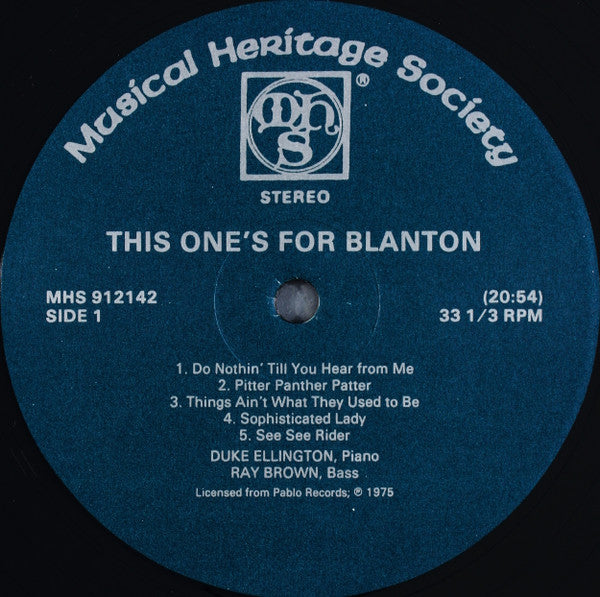 Musical Heritage Society
mhs
®
STEREO
THIS ONE'S FOR BLANTON
MHS 912142 (20:54)
SIDE 1 33 1/3 RPM
1. Do Nothin' Till You Hear from Me
2. Pitter Panther Patter
3. Things Ain't What They Used to Be
4. Sophisticated Lady
5. See See Rider
DUKE ELLINGTON, Piano
RAY BROWN, Bass
Licensed from Pablo Records; ℗ 1975